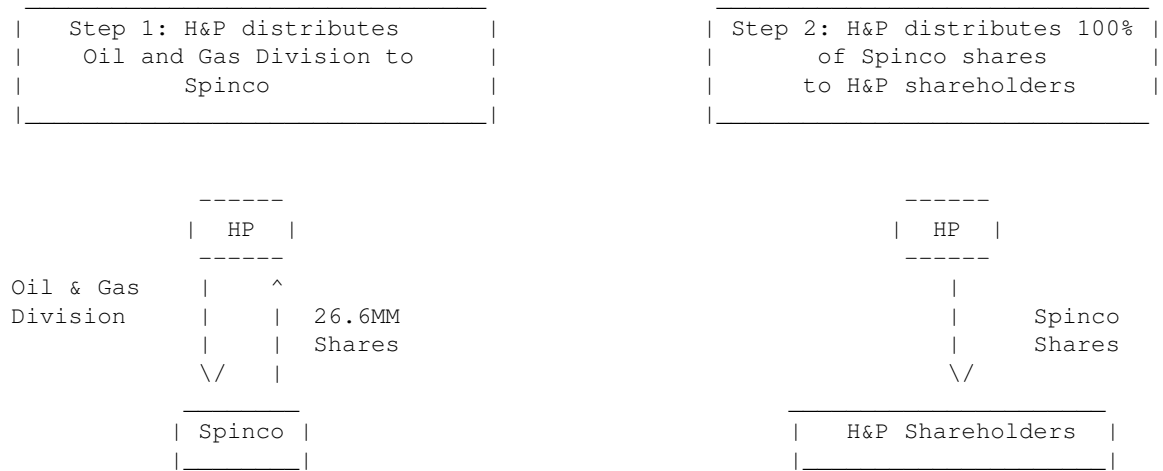 Step 1: H&P distributes
Oil and Gas Division to
Spinco
Step 2: H&P distributes 100%
of Spinco shares
to H&P shareholders
HP
Oil & Gas
Division
26.6MM
Shares
Spinco
HP
Spinco
Shares
H&P Shareholders